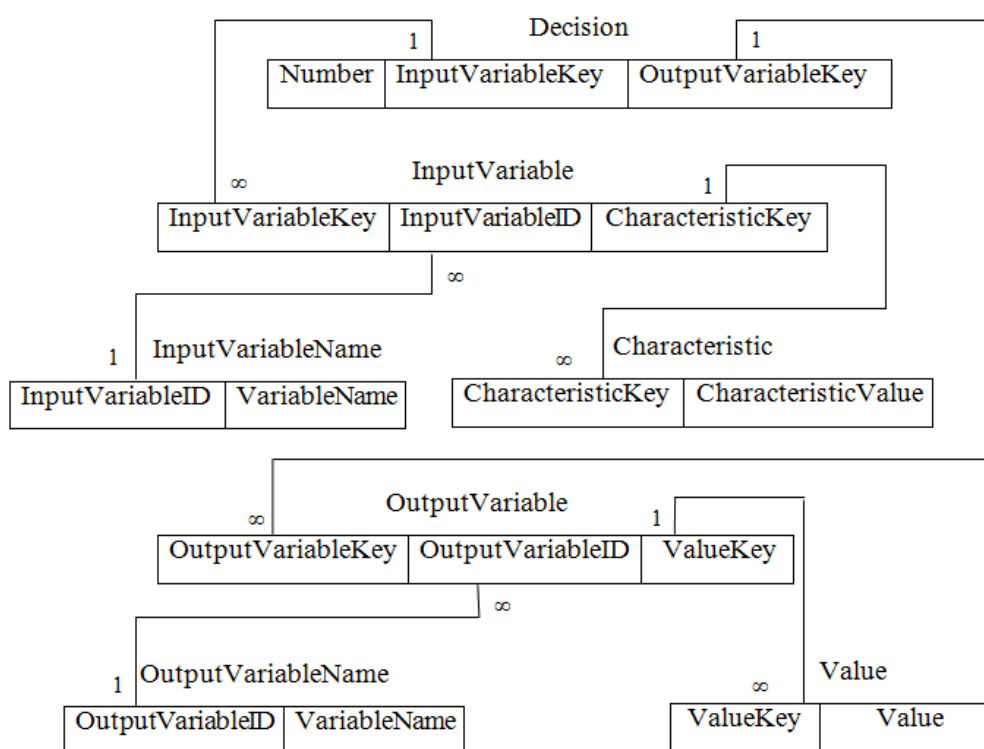 Decision
1 1
Number InputVariableKey OutputVariableKey
InputVariable
∞ 1
InputVariableKey InputVariableID CharacteristicKey
∞
1 InputVariableName ∞ Characteristic
InputVariableID VariableName CharacteristicKey CharacteristicValue
OutputVariable
∞ 1
OutputVariableKey OutputVariableID ValueKey
∞
1 OutputVariableName ∞ Value
OutputVariableID VariableName ValueKey Value